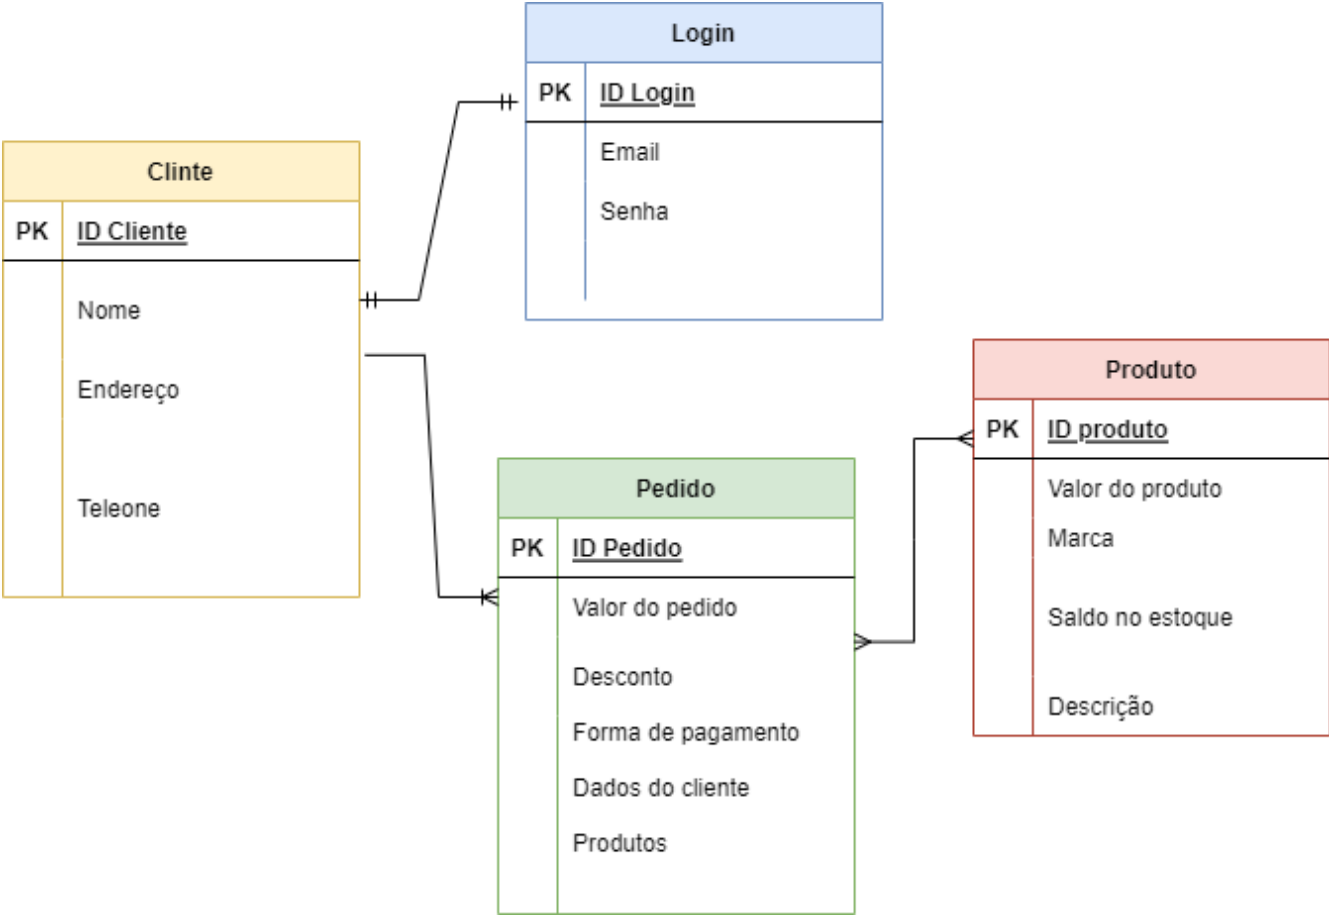 Login
PK ID Login
Email
Senha
Clinte
PK ID Cliente
Nome
Endereço
Teleone
Pedido
PK ID Pedido
Valor do pedido
Desconto
Forma de pagamento
Dados do cliente
Produtos
Produto
PK ID produto
Valor do produto
Marca
Saldo no estoque
Descrição